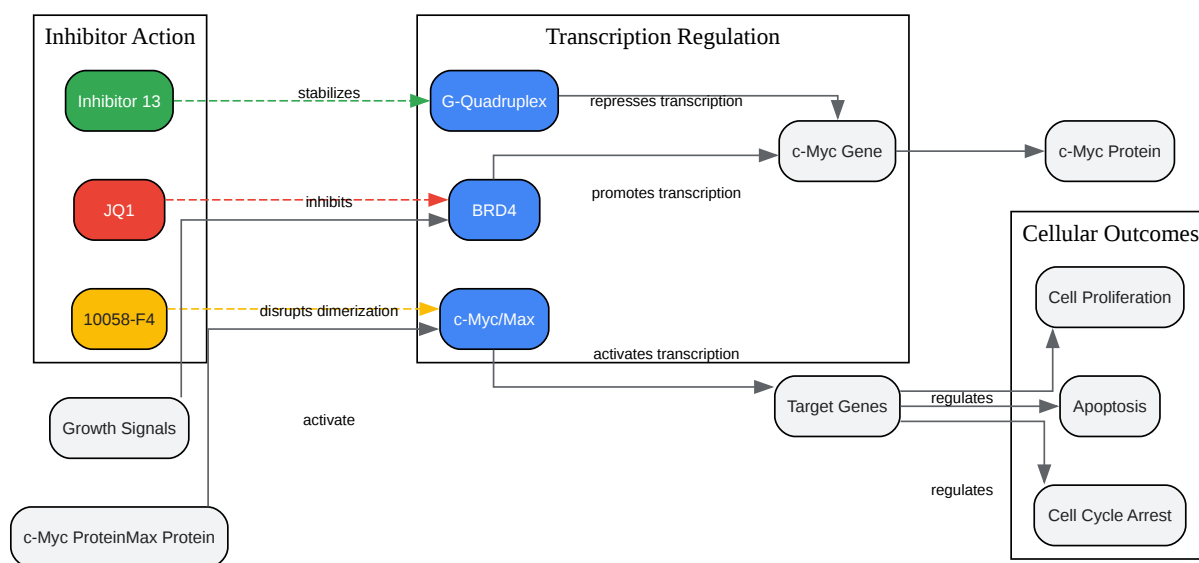 Inhibitor Action
Transcription Regulation
Inhibitor 13
stabilizes
G-Quadruplex
represses transcription
c-Myc Gene
c-Myc Protein
JQ1
inhibits
BRD4
promotes transcription
Cellular Outcomes
10058-F4
disrupts dimerization
c-Myc/Max
Cell Proliferation
activates transcription
Growth Signals
activate
Target Genes
regulates
Apoptosis
regulates
Cell Cycle Arrest
c-Myc ProteinMax Protein